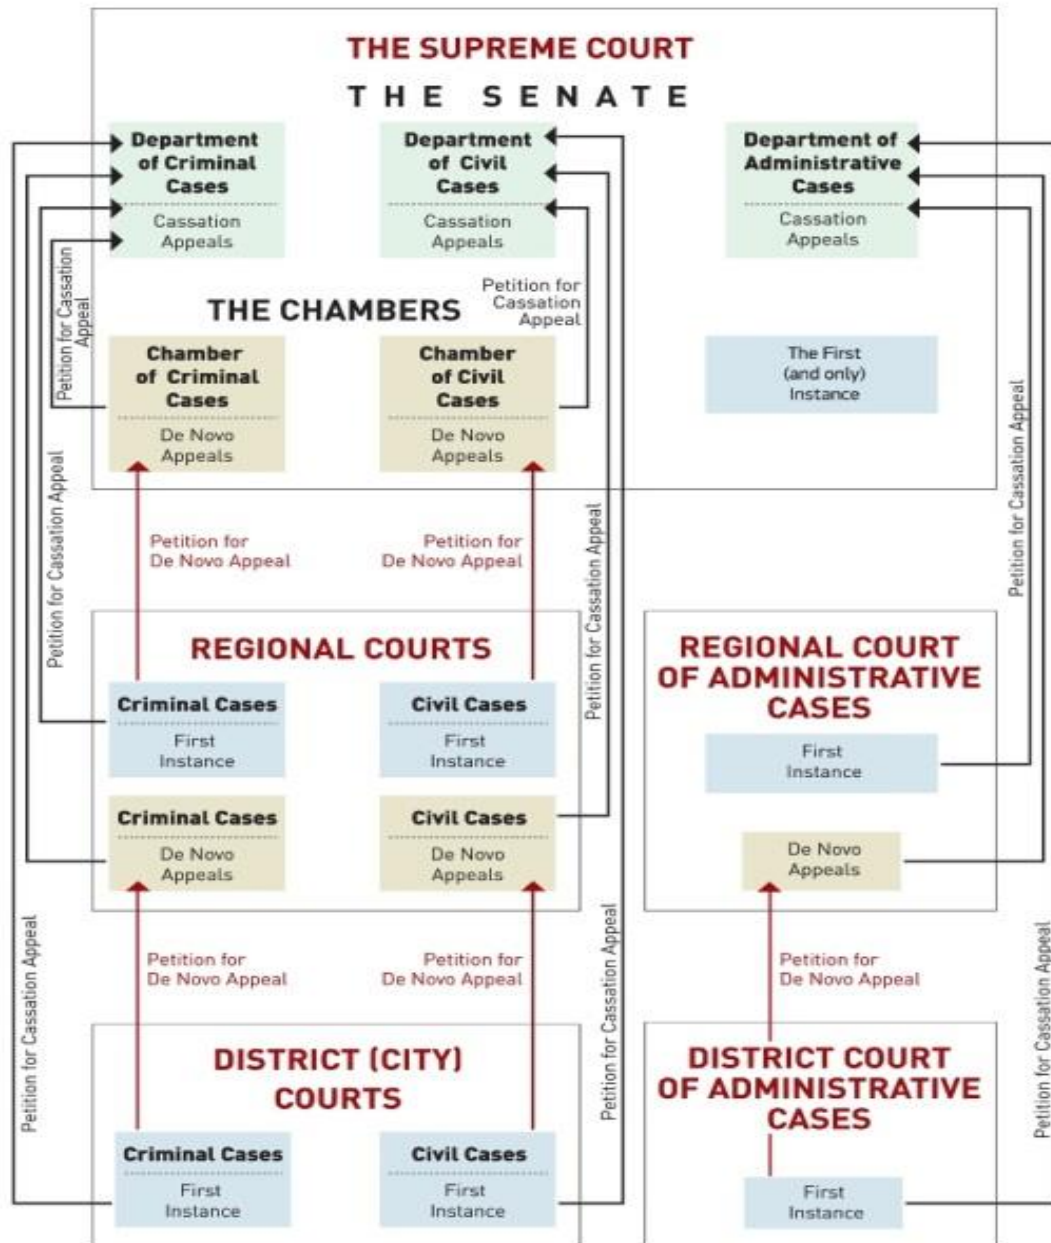 THE SUPREME COURT
THE SENATE
Department
of Criminal
Cases
Cassation
Appeals
Department
of Civil
Cases
Cassation
Appeals
Department of
Administrative
Cases
Cassation
Appeals
Petition for Cassation
Appeal
Petition for
Cassation
Appeal
THE CHAMBERS
Chamber
of Criminal
Cases
De Novo
Appeals
Chamber
of Civil
Cases
De Novo
Appeals
The First
(and only)
Instance
Petition for Cassation Appeal
Petition for
De Novo Appeal
Petition for
De Novo Appeal
Petition for Cassation Appeal
Petition for Cassation Appeal
REGIONAL COURTS
Criminal Cases
First
Instance
Civil Cases
First
Instance
Criminal Cases
De Novo
Appeals
Civil Cases
De Novo
Appeals
REGIONAL COURT
OF ADMINISTRATIVE
CASES
First
Instance
De Novo
Appeals
Petition for Cassation Appeal
Petition for
De Novo Appeal
Petition for
De Novo Appeal
Petition for Cassation Appeal
Petition for
De Novo Appeal
Petition for Cassation Appeal
DISTRICT (CITY)
COURTS
Criminal Cases
First
Instance
Civil Cases
First
Instance
DISTRICT COURT
OF ADMINISTRATIVE
CASES
First
Instance